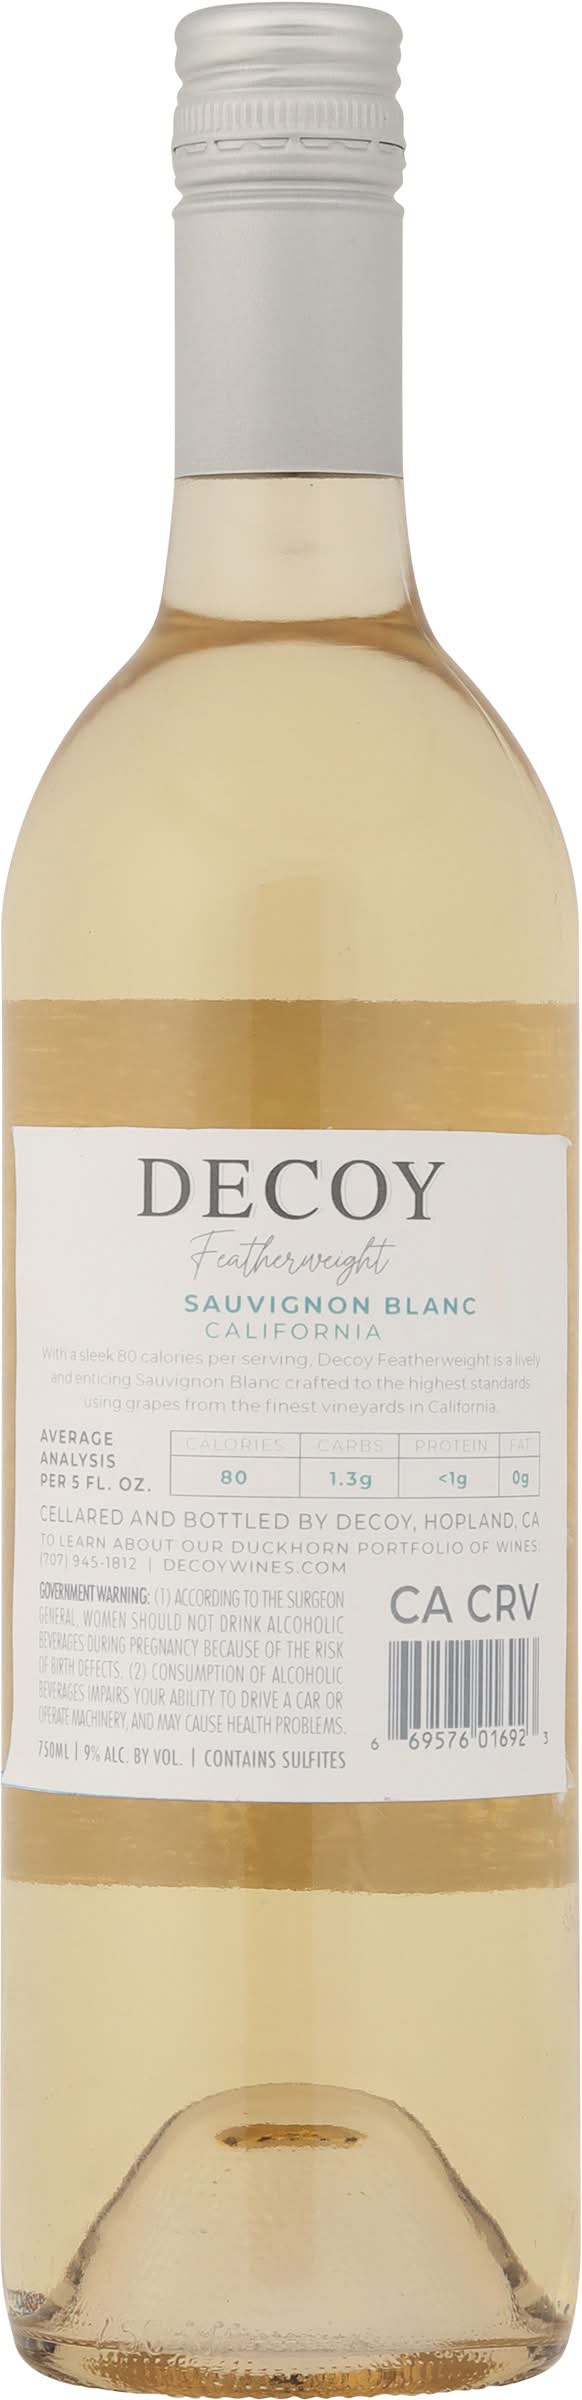 DECOY
Featherweight
SAUVIGNON BLANC
CALIFORNIA
With a sleek 80 calories per serving, Decoy Featherweight is a lively
and enticing Sauvignon Blanc crafted to the highest standards
using grapes from the finest vineyards in California.
AVERAGE
ANALYSIS
PER 5 FL. OZ.
CALORIES CARBS PROTEIN FAT
80 1.3g <1g 0g
CELLARED AND BOTTLED BY DECOY, HOPLAND, CA
TO LEARN ABOUT OUR DUCKHORN PORTFOLIO OF WINES:
(707) 945-1812 | DECOYWINES.COM
GOVERNMENT WARNING: (1) ACCORDING TO THE SURGEON
GENERAL, WOMEN SHOULD NOT DRINK ALCOHOLIC
BEVERAGES DURING PREGNANCY BECAUSE OF THE RISK
OF BIRTH DEFECTS. (2) CONSUMPTION OF ALCOHOLIC
BEVERAGES IMPAIRS YOUR ABILITY TO DRIVE A CAR OR
OPERATE MACHINERY, AND MAY CAUSE HEALTH PROBLEMS.
750ML | 9% ALC. BY VOL. | CONTAINS SULFITES
CA CRV
6 69576 01692 3